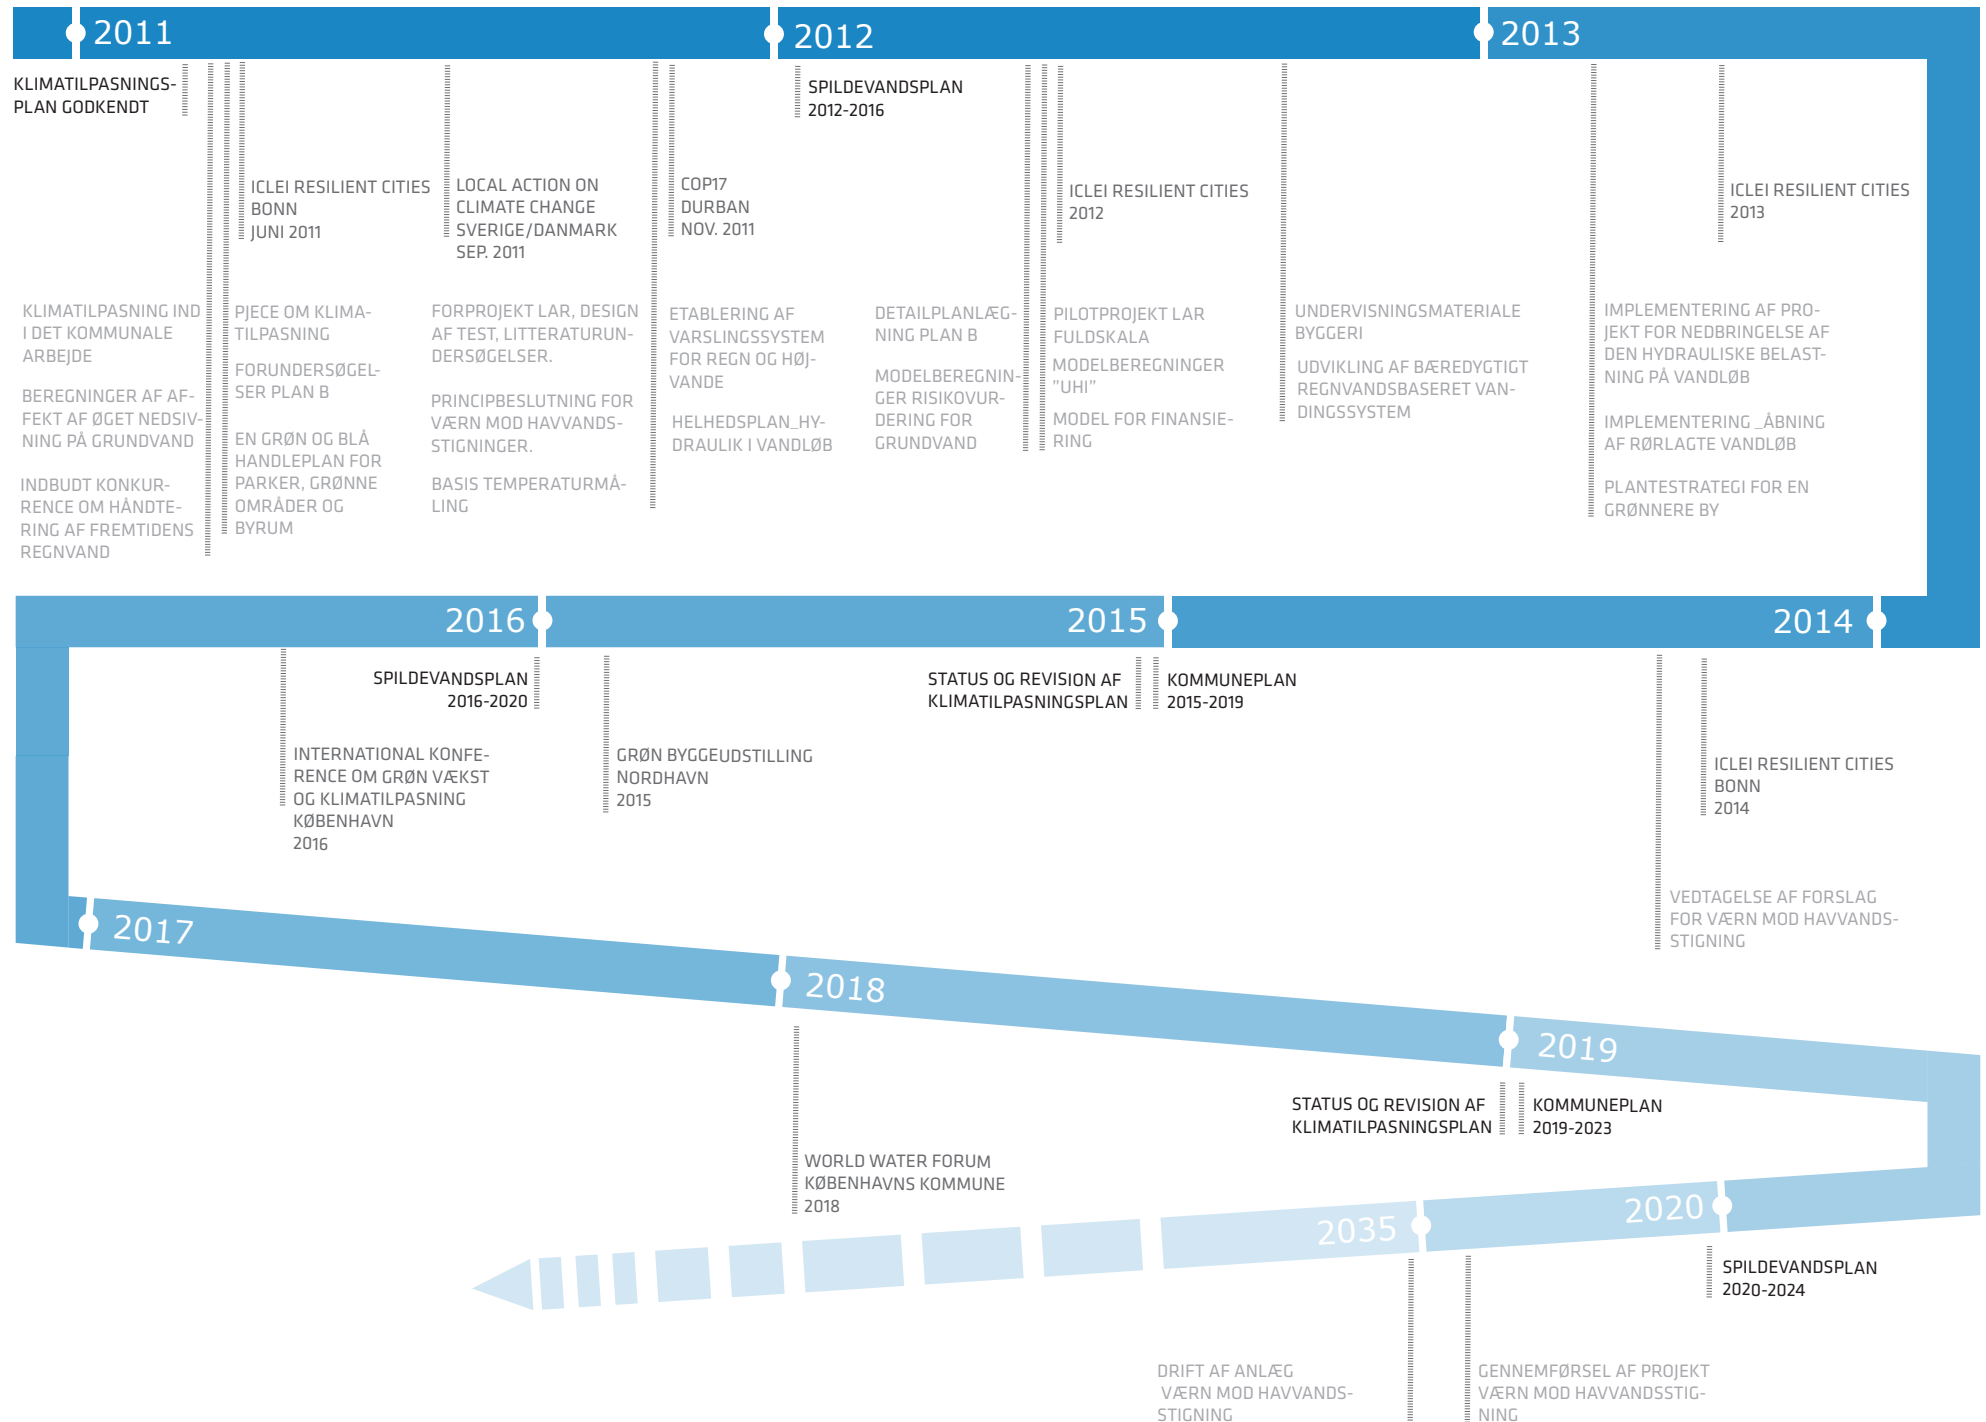 2011
2012
2013
KLIMATILPASNINGS-
PLAN GODKENDT
SPILDEVANDSPLAN
2012-2016
ICLEI RESILIENT CITIES
BONN
JUNI 2011
LOCAL ACTION ON
CLIMATE CHANGE
SVERIGE/DANMARK
SEP. 2011
COP17
DURBAN
NOV. 2011
ICLEI RESILIENT CITIES
2012
ICLEI RESILIENT CITIES
2013
KLIMATILPASNING IND
I DET KOMMUNALE
ARBEJDE
BEREGNINGER AF AF-
FEKT AF ØGET NEDSIV-
NING PÅ GRUNDVAND
INDBUDT KONKUR-
RENCE OM HÅNDTE-
RING AF FREMTIDENS
REGNVAND
PJECE OM KLIMA-
TILPASNING
FORUNDERSØGEL-
SER PLAN B
EN GRØN OG BLÅ
HANDLEPLAN FOR
PARKER, GRØNNE
OMRÅDER OG
BYRUM
FORPROJEKT LAR, DESIGN
AF TEST, LITTERATURUN-
DERSØGELSER.
PRINCIPBESLUTNING FOR
VÆRN MOD HAVVANDS-
STIGNINGER.
BASIS TEMPERATURMÅ-
LING
ETABLERING AF
VARSLINGSSYSTEM
FOR REGN OG HØJ-
VANDE
HELHEDSPLAN_HY-
DRAULIK I VANDLØB
DETAILPLANLÆG-
NING PLAN B
MODELBEREGNIN-
GER RISIKOVUR-
DERING FOR
GRUNDVAND
PILOTPROJEKT LAR
FULDSKALA
MODELBEREGNINGER
"UHI"
MODEL FOR FINANSIE-
RING
UNDERVISNINGSMATERIALE
BYGGERI
UDVIKLING AF BÆREDYGTIGT
REGNVANDSBASERET VAN-
DINGSSYSTEM
IMPLEMENTERING AF PRO-
JEKT FOR NEDBRINGELSE AF
DEN HYDRAULISKE BELAST-
NING PÅ VANDLØB
IMPLEMENTERING _ÅBNING
AF RØRLAGTE VANDLØB
PLANTESTRATEGI FOR EN
GRØNNERE BY
2016
2015
2014
SPILDEVANDSPLAN
2016-2020
STATUS OG REVISION AF
KLIMATILPASNINGSPLAN
KOMMUNEPLAN
2015-2019
INTERNATIONAL KONFE-
RENCE OM GRØN VÆKST
OG KLIMATILPASNING
KØBENHAVN
2016
GRØN BYGGEUDSTILLING
NORDHAVN
2015
ICLEI RESILIENT CITIES
BONN
2014
VEDTAGELSE AF FORSLAG
FOR VÆRN MOD HAVVANDS-
STIGNING
2017
2018
2019
STATUS OG REVISION AF
KLIMATILPASNINGSPLAN
KOMMUNEPLAN
2019-2023
WORLD WATER FORUM
KØBENHAVNS KOMMUNE
2018
2035
2020
SPILDEVANDSPLAN
2020-2024
DRIFT AF ANLÆG
VÆRN MOD HAVVANDS-
STIGNING
GENNEMFØRSEL AF PROJEKT
VÆRN MOD HAVVANDSSTIG-
NING